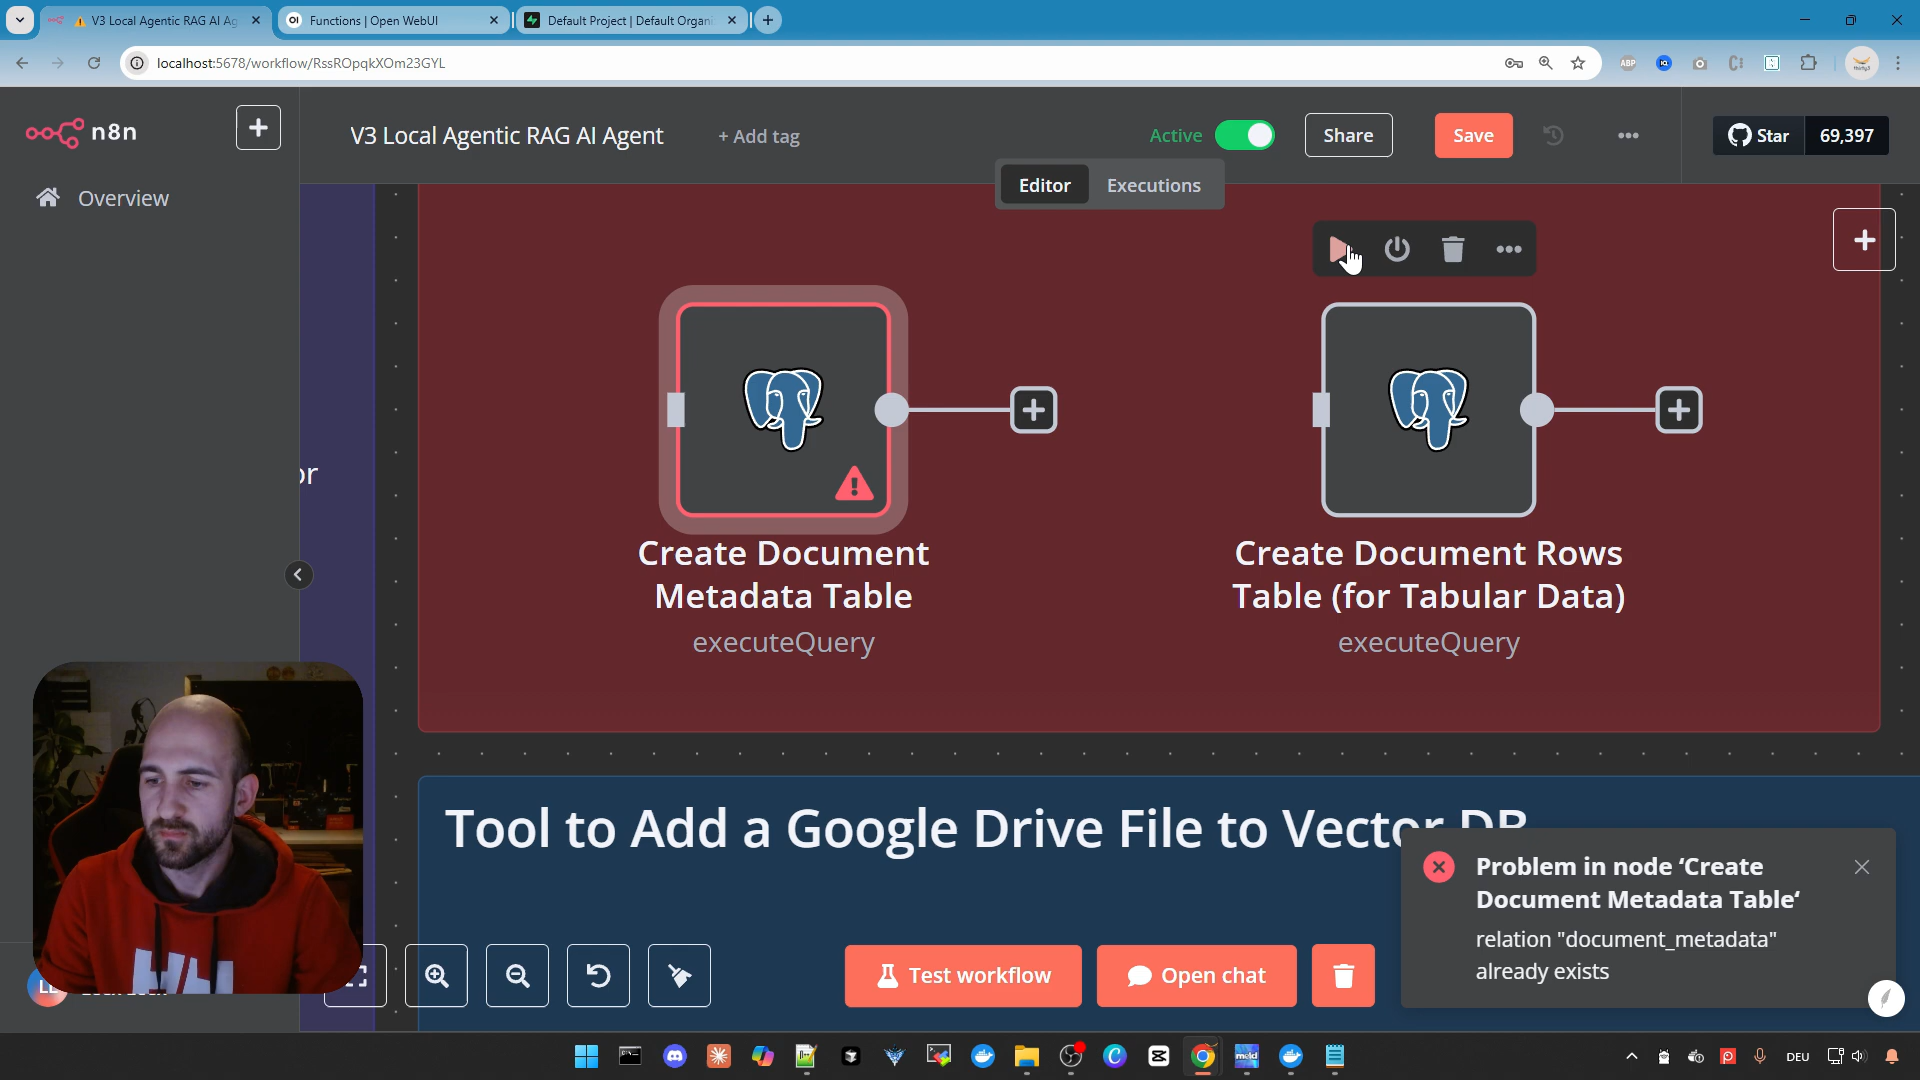 V3 Local Agentic RAG AI Ag
Functions | Open WebUI
Default Project | Default Organi
localhost:5678/workflow/RssROpqkXOm23GYL
n8n
V3 Local Agentic RAG AI Agent
+ Add tag
Active
Share
Save
Star
69,397
Overview
Editor
Executions
or
Create Document
Metadata Table
executeQuery
Create Document Rows
Table (for Tabular Data)
executeQuery
Tool to Add a Google Drive File to Vector DB
Problem in node ‘Create
Document Metadata Table‘
relation "document_metadata"
already exists
Test workflow
Open chat
ABP
DEU